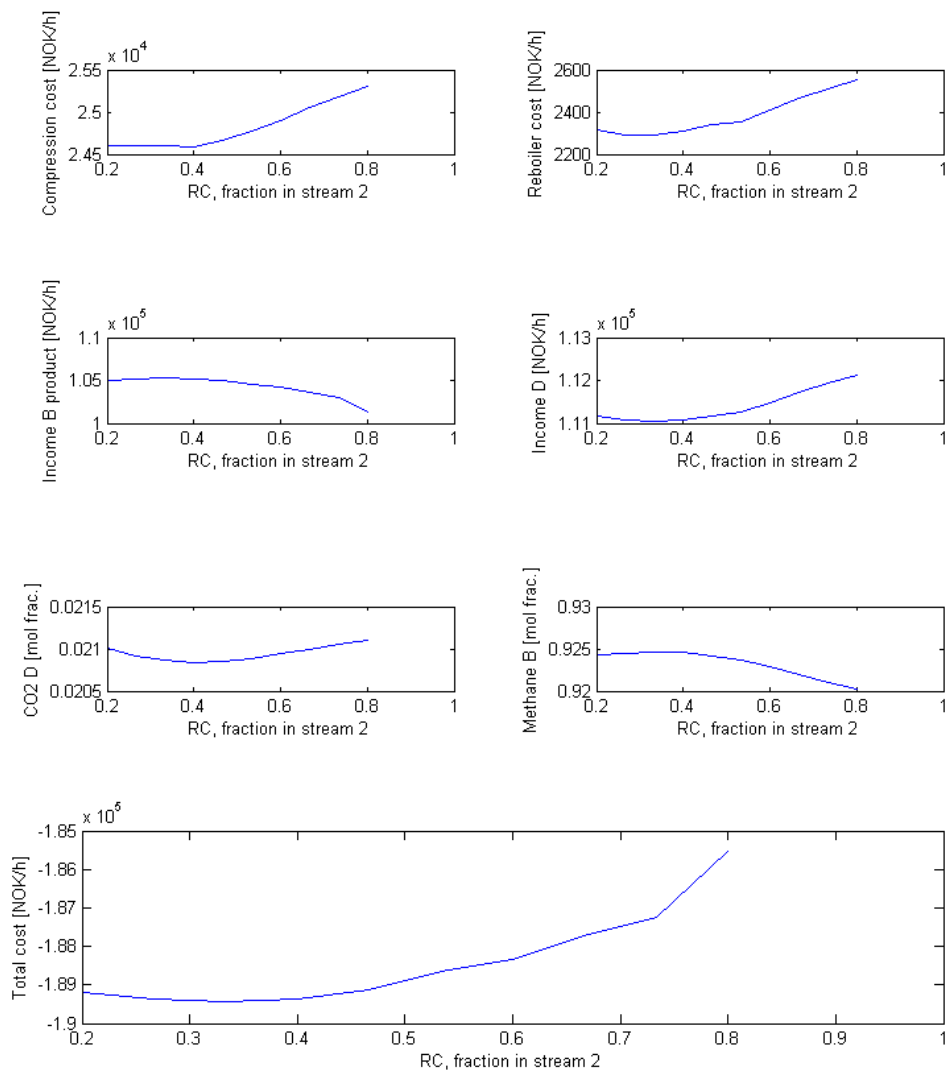 x 10^4
Compression cost [NOK/h]
2.55
2.5
2.45
0.2 0.4 0.6 0.8 1
RC, fraction in stream 2
Reboiler cost [NOK/h]
2600
2400
2200
0.2 0.4 0.6 0.8 1
RC, fraction in stream 2
x 10^5
Income B product [NOK/h]
1.1
1.05
1
0.2 0.4 0.6 0.8 1
RC, fraction in stream 2
x 10^5
Income D [NOK/h]
1.113
1.112
1.11
0.2 0.4 0.6 0.8 1
RC, fraction in stream 2
CO2 D [mol frac.]
0.0215
0.021
0.0205
0.2 0.4 0.6 0.8 1
RC, fraction in stream 2
Methane B [mol frac.]
0.93
0.925
0.92
0.2 0.4 0.6 0.8 1
RC, fraction in stream 2
x 10^5
Total cost [NOK/h]
-1.85
-1.86
-1.87
-1.88
-1.89
-1.9
0.2 0.3 0.4 0.5 0.6 0.7 0.8 0.9 1
RC, fraction in stream 2